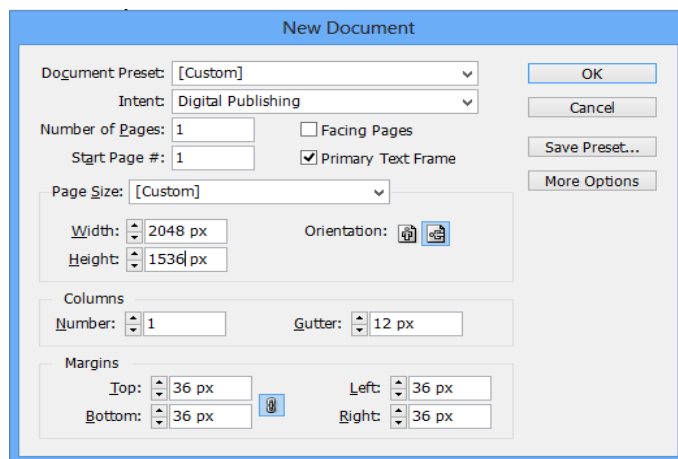 New Document
Document Preset: [Custom]
OK
Intent: Digital Publishing
Cancel
Number of Pages: 1
Facing Pages
Start Page #: 1
Primary Text Frame
Save Preset...
Page Size: [Custom]
More Options
Width: 2048 px
Orientation:
Height: 1536 px
Columns
Number: 1
Gutter: 12 px
Margins
Top: 36 px
Left: 36 px
Bottom: 36 px
Right: 36 px